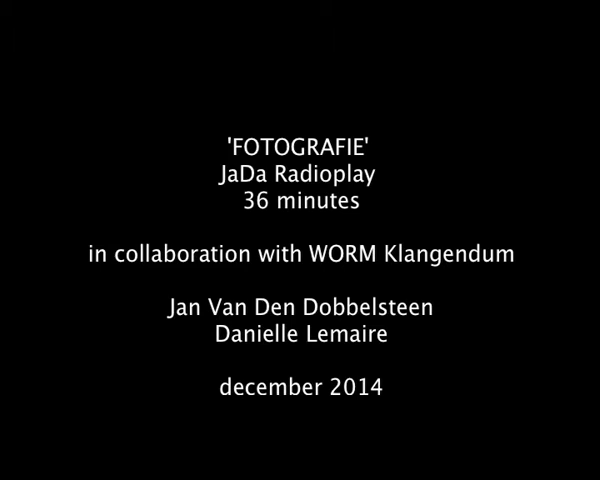 'FOTOGRAFIE'
JaDa Radioplay
36 minutes
in collaboration with WORM Klangendum
Jan Van Den Dobbelsteen
Danielle Lemaire
december 2014